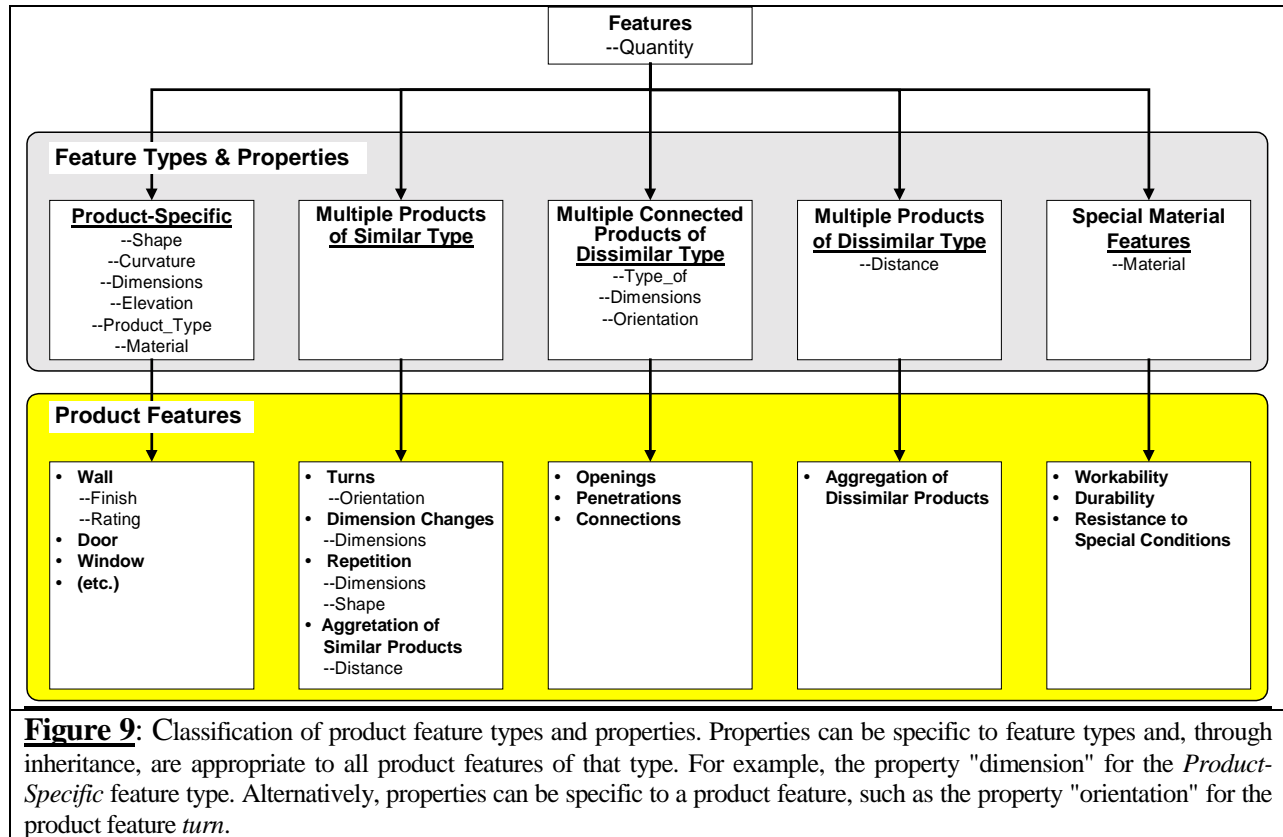 Features
--Quantity
Feature Types & Properties
Product-Specific
--Shape
--Curvature
--Dimensions
--Elevation
--Product_Type
--Material
Multiple Products
of Similar Type
Multiple Connected
Products of
Dissimilar Type
--Type_of
--Dimensions
--Orientation
Multiple Products
of Dissimilar Type
--Distance
Special Material
Features
--Material
Product Features
• Wall
--Finish
--Rating
• Door
• Window
• (etc.)
• Turns
--Orientation
• Dimension Changes
--Dimensions
• Repetition
--Dimensions
--Shape
• Aggretation of
Similar Products
--Distance
• Openings
• Penetrations
• Connections
• Aggregation of
Dissimilar Products
• Workability
• Durability
• Resistance to
Special Conditions
Figure 9: Classification of product feature types and properties. Properties can be specific to feature types and, through
inheritance, are appropriate to all product features of that type. For example, the property "dimension" for the Product-
Specific feature type. Alternatively, properties can be specific to a product feature, such as the property "orientation" for the
product feature turn.